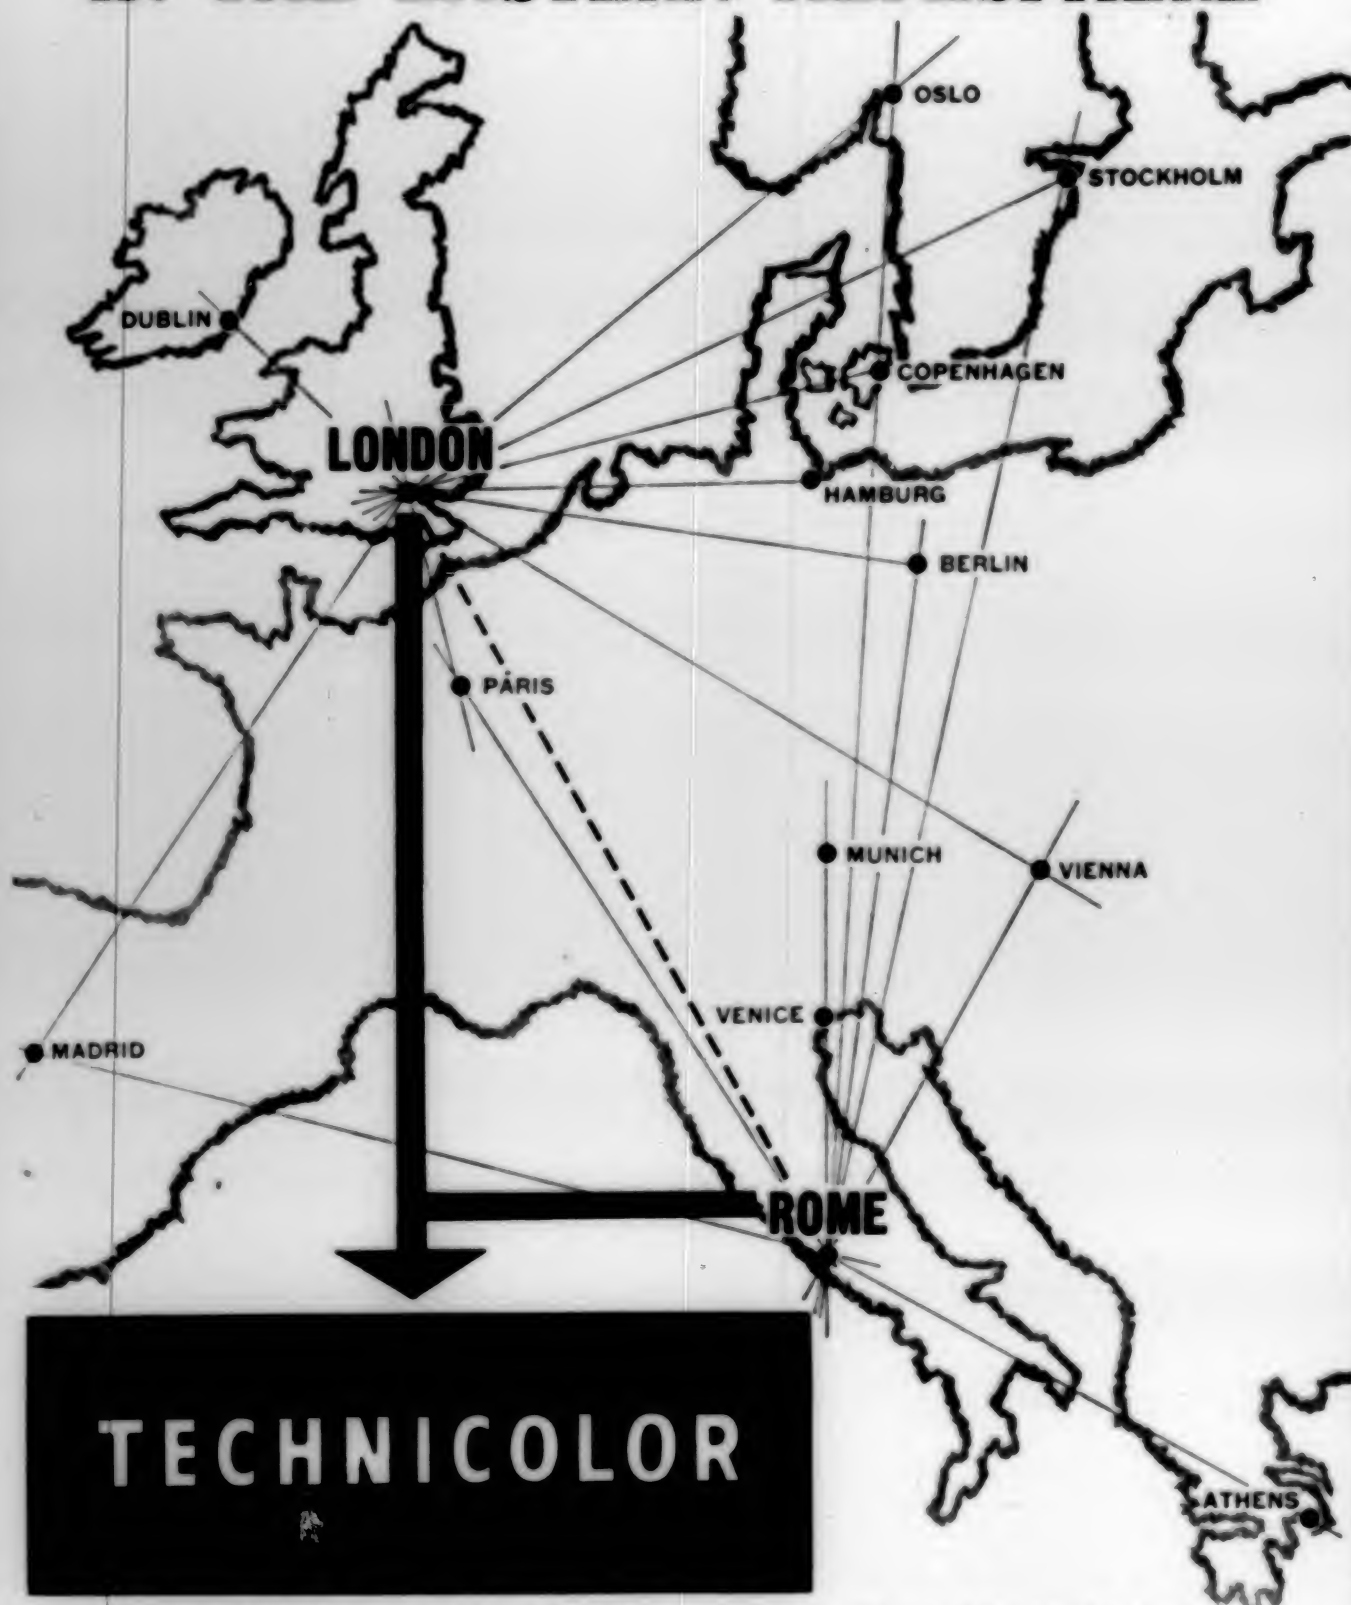 OSLO
STOCKHOLM
DUBLIN
COPENHAGEN
LONDON
HAMBURG
BERLIN
PARIS
MUNICH
VIENNA
VENICE
MADRID
ROME
TECHNICOLOR
ATHENS